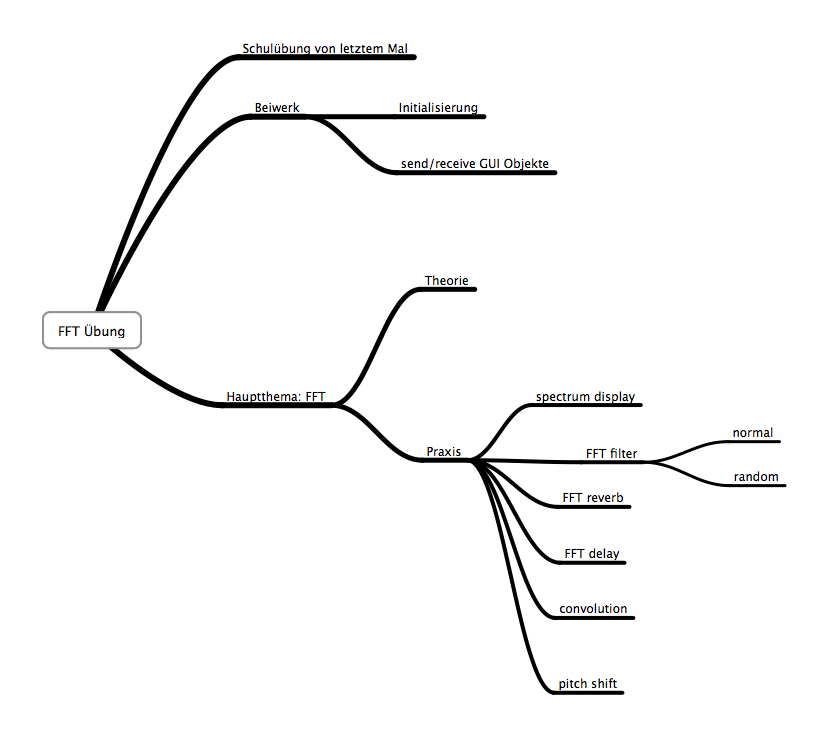 Schulübung von letztem Mal
Beiwerk
Initialisierung
send/receive GUI Objekte
Theorie
FFT Übung
Hauptthema: FFT
spectrum display
Praxis
FFT filter
normal
random
FFT reverb
FFT delay
convolution
pitch shift